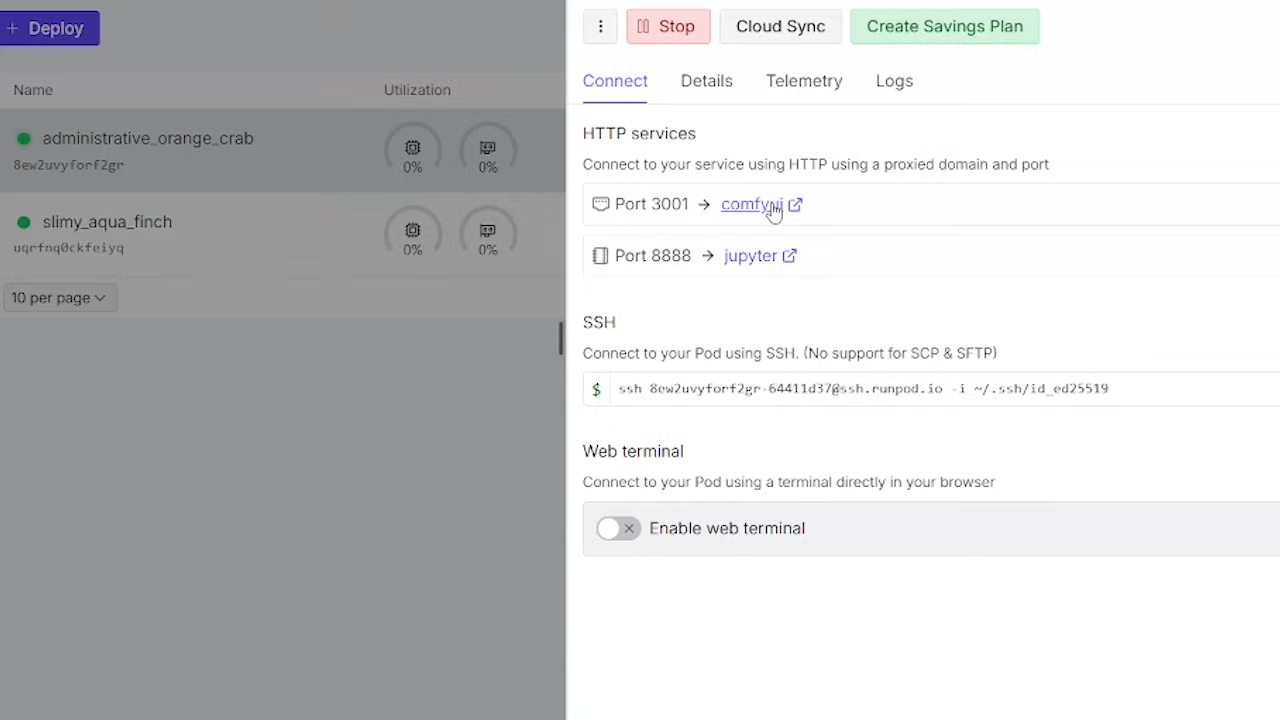 + Deploy
Stop
Cloud Sync
Create Savings Plan
Connect
Details
Telemetry
Logs
Name
Utilization
administrative_orange_crab
8ew2uvyforf2gr
0%
0%
slimy_aqua_finch
uqrfnq0ckfeiyq
0%
0%
10 per page
HTTP services
Connect to your service using HTTP using a proxied domain and port
Port 3001 → comfyui
Port 8888 → jupyter
SSH
Connect to your Pod using SSH. (No support for SCP & SFTP)
$ ssh 8ew2uvyforf2gr-64411d37@ssh.runpod.io -i ~/.ssh/id_ed25519
Web terminal
Connect to your Pod using a terminal directly in your browser
Enable web terminal